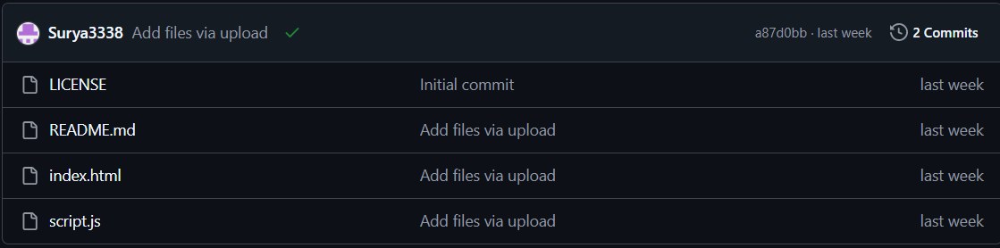 Surya3338 Add files via upload a87d0bb · last week 2 Commits
LICENSE Initial commit last week
README.md Add files via upload last week
index.html Add files via upload last week
script.js Add files via upload last week